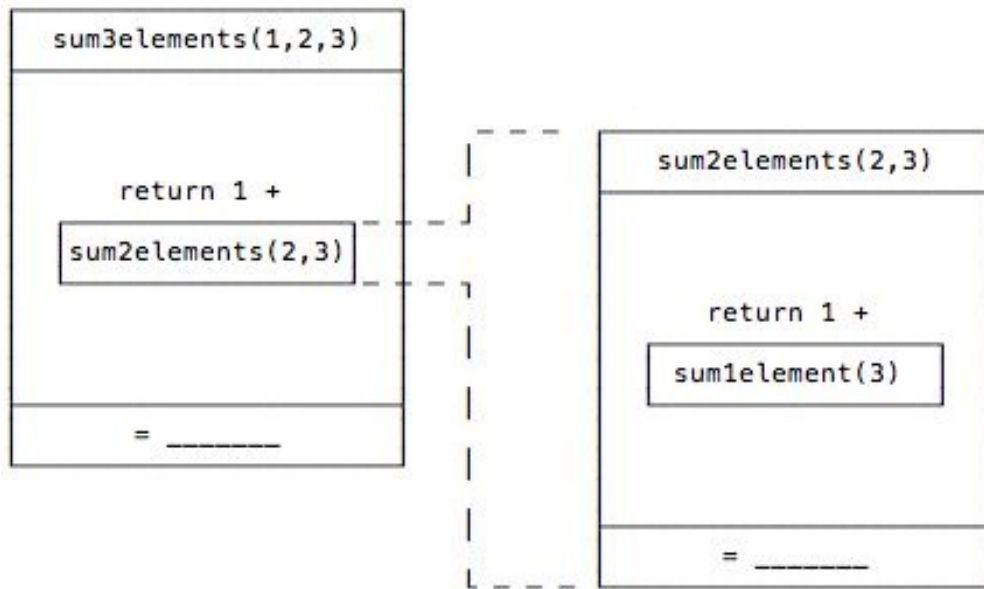 sum3elements(1,2,3)
return 1 +
sum2elements(2,3)
= _______
sum2elements(2,3)
return 1 +
sum1element(3)
= _______